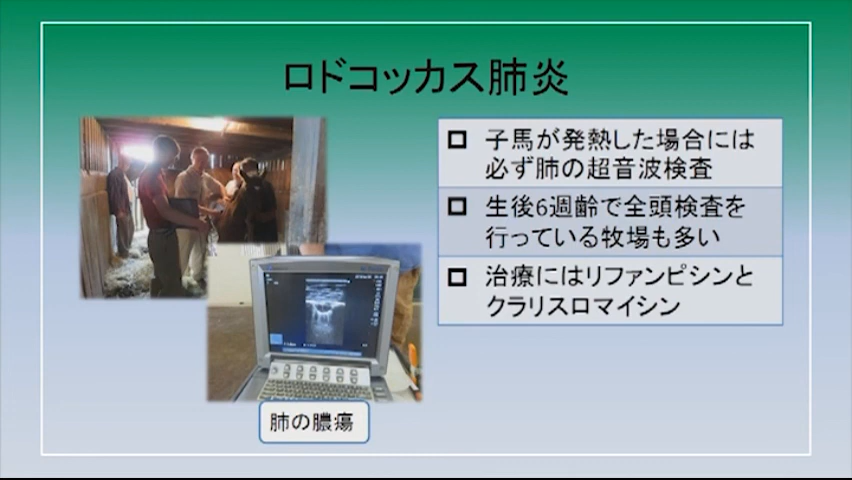 ロドコッカス肺炎
子馬が発熱した場合には
必ず肺の超音波検査
生後6週齢で全頭検査を
行っている牧場も多い
治療にはリファンピシンと
クラリスロマイシン
肺の膿瘍